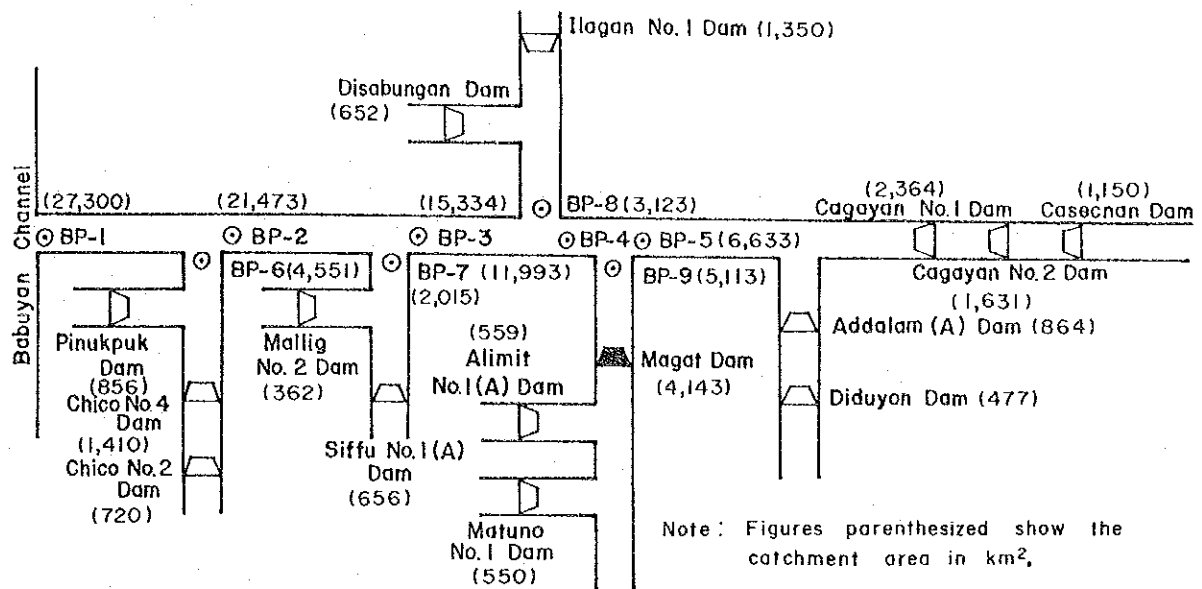 Ilagan No. 1 Dam (1,350)
Disabungan Dam
(652)
Babuyan Channel
(27,300)
(21,473)
(15,334)
BP-8 (3,123)
(2,364)
Cagayan No. 1 Dam
(1,150)
Casecnan Dam
BP-1
BP-2
BP-3
BP-4
BP-5 (6,633)
BP-6 (4,551)
BP-7 (11,993)
(2,015)
BP-9 (5,113)
Cagayan No. 2 Dam
(1,631)
Pinukpuk
Dam
(856)
Chico No. 4
Dam
(1,410)
Chico No. 2
Dam
(720)
Mallig
No. 2 Dam
(362)
Siffu No. 1 (A)
Dam
(656)
(559)
Alimit
No. 1 (A) Dam
Magat Dam
(4,143)
Addalam (A) Dam (864)
Diduyon Dam (477)
Matuno
No. 1 Dam
(550)
Note : Figures parenthesized show the
catchment area in km².